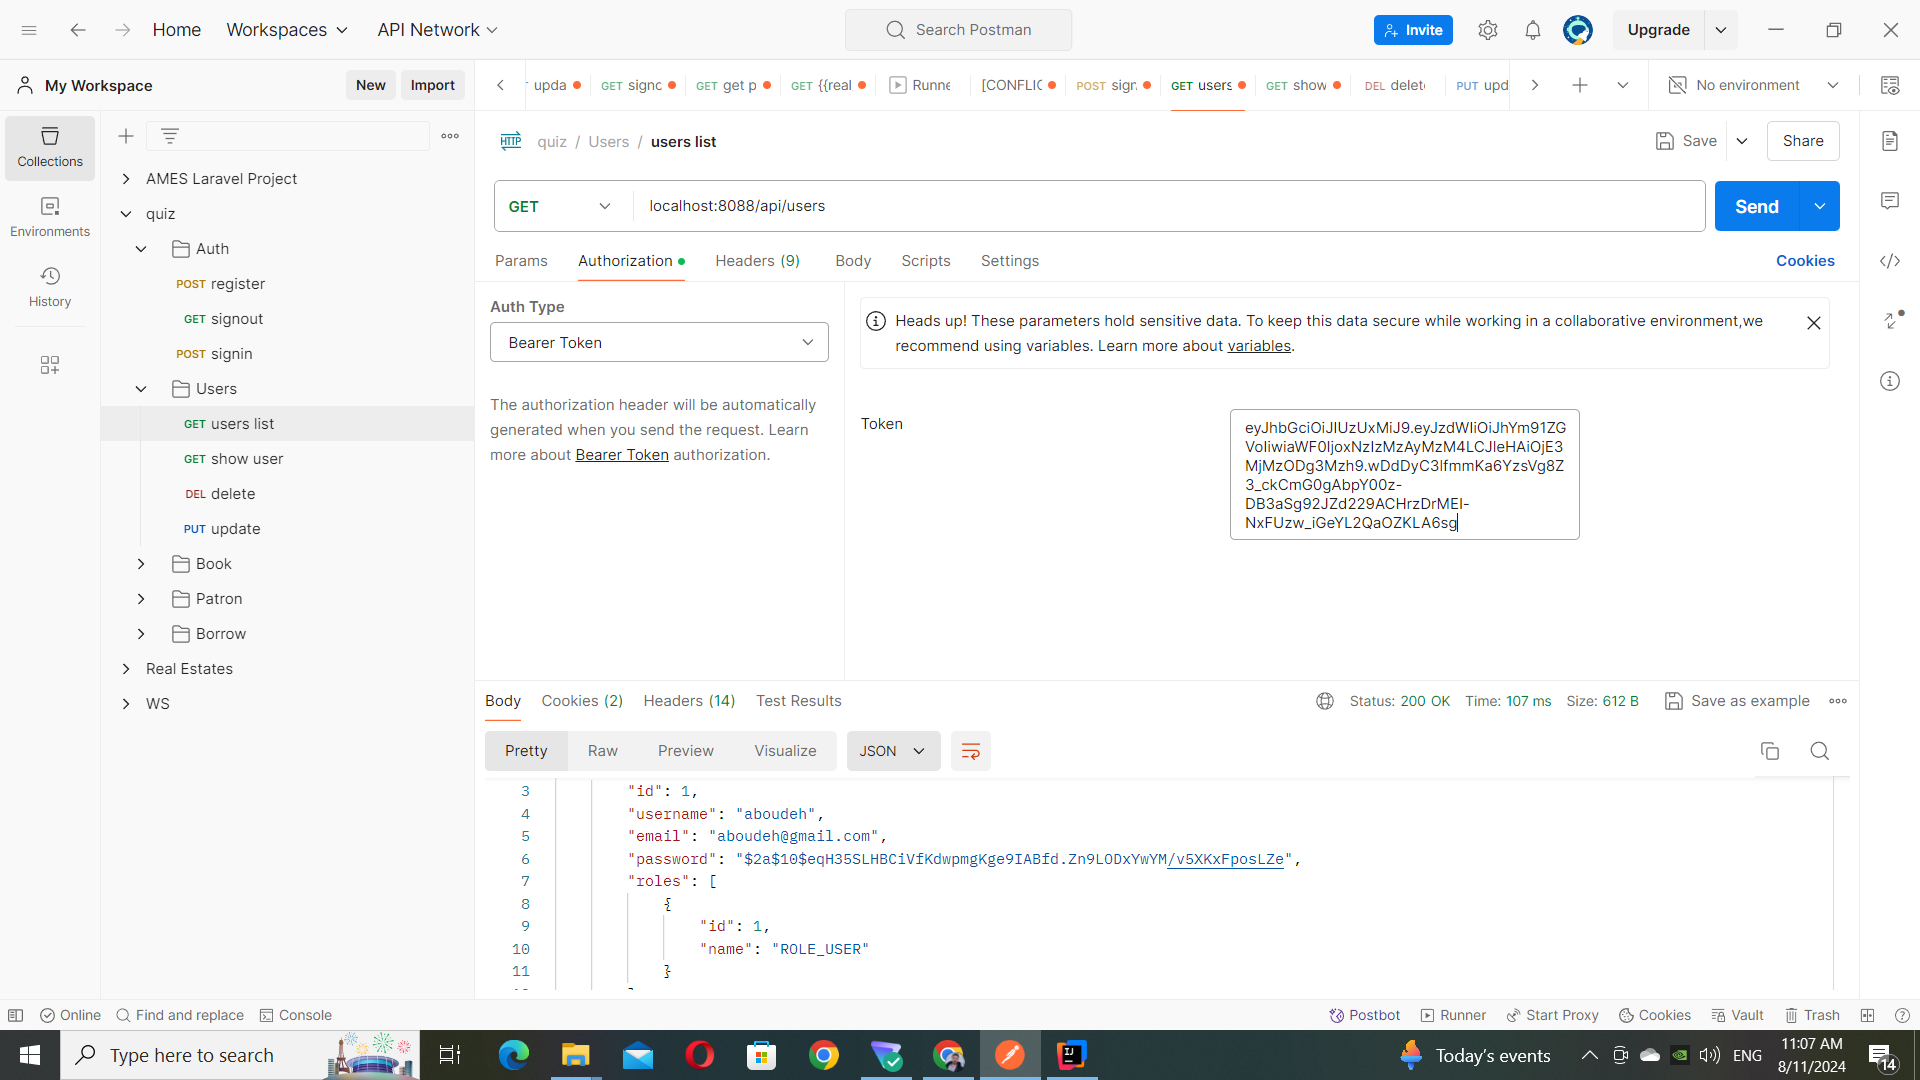 Home
Workspaces
API Network
Search Postman
Invite
Upgrade
My Workspace
New
Import
upda
GET signc
GET get p
GET {{real
Runne
[CONFLIC
POST sign
GET users
GET show
DEL delet
PUT upd
No environment
Collections
Environments
History
AMES Laravel Project
quiz
Auth
POST register
GET signout
POST signin
Users
GET users list
GET show user
DEL delete
PUT update
Book
Patron
Borrow
Real Estates
WS
HTTP
quiz / Users / users list
Save
Share
GET
localhost:8088/api/users
Send
Params
Authorization
Headers (9)
Body
Scripts
Settings
Cookies
Auth Type
Bearer Token
The authorization header will be automatically
generated when you send the request. Learn
more about Bearer Token authorization.
Heads up! These parameters hold sensitive data. To keep this data secure while working in a collaborative environment,we
recommend using variables. Learn more about variables.
Token
eyJhbGciOiJIUzUxMiJ9.eyJzdWIiOiJhYm91ZG
VoIiwiaWF0IjoxNzIzMzAyMzM4LCJleHAiOjE3
MjMzODg3Mzh9.wDdDyC3lfmmKa6YzsVg8Z
3_ckCmG0gAbpY00z-
DB3aSg92JZd229ACHrzDrMEI-
NxFUzw_iGeYL2QaOZKLA6sg
Body
Cookies (2)
Headers (14)
Test Results
Status: 200 OK
Time: 107 ms
Size: 612 B
Save as example
Pretty
Raw
Preview
Visualize
JSON
3 "id": 1,
4 "username": "aboudeh",
5 "email": "aboudeh@gmail.com",
6 "password": "$2a$10$eqH35SLHBCiVfKdwpmgKge9IABfd.Zn9LODxYwYM/v5XKxFposLZe",
7 "roles": [
8 {
9 "id": 1,
10 "name": "ROLE_USER"
11 }
Online
Find and replace
Console
Postbot
Runner
Start Proxy
Cookies
Vault
Trash
Type here to search
Today's events
ENG
11:07 AM
8/11/2024
14